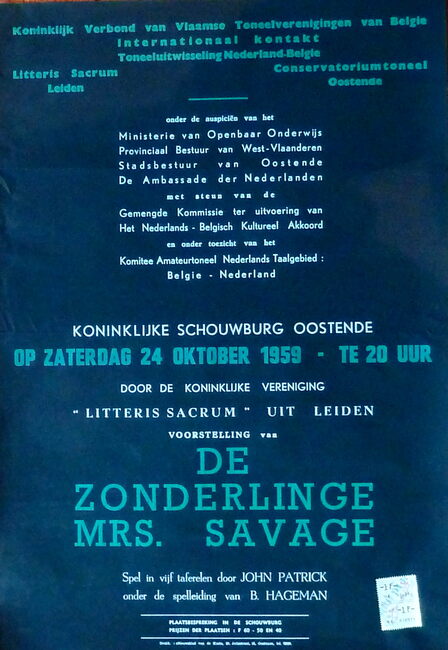 Koninklijk Verbond van Vlaamse Toneelverenigingen van Belgie
Internationaal kontakt
Toneeluitwisseling Nederland-Belgie
Litteris Sacrum
Leiden
Conservatoriumtoneel
Oostende
onder de auspiciën van het
Ministerie van Openbaar Onderwijs
Provinciaal Bestuur van West-Vlaanderen
Stadsbestuur van Oostende
De Ambassade der Nederlanden
met steun van de
Gemengde Kommissie ter uitvoering van
Het Nederlands - Belgisch Kultureel Akkoord
en onder toezicht van het
Komitee Amateurtoneel Nederlands Taalgebied :
Belgie - Nederland
KONINKLIJKE SCHOUWBURG OOSTENDE
OP ZATERDAG 24 OKTOBER 1959 - TE 20 UUR
DOOR DE KONINKLIJKE VERENIGING
"LITTERIS SACRUM" UIT LEIDEN
VOORSTELLING van
DE
ZONDERLINGE
MRS. SAVAGE
Spel in vijf taferelen door JOHN PATRICK
onder de spelleiding van B. HAGEMAN
PLAATSBESPREKING IN DE SCHOUWBURG
PRIJZEN DER PLAATSEN : F 60 - 50 EN 40
-1F-
-1F-